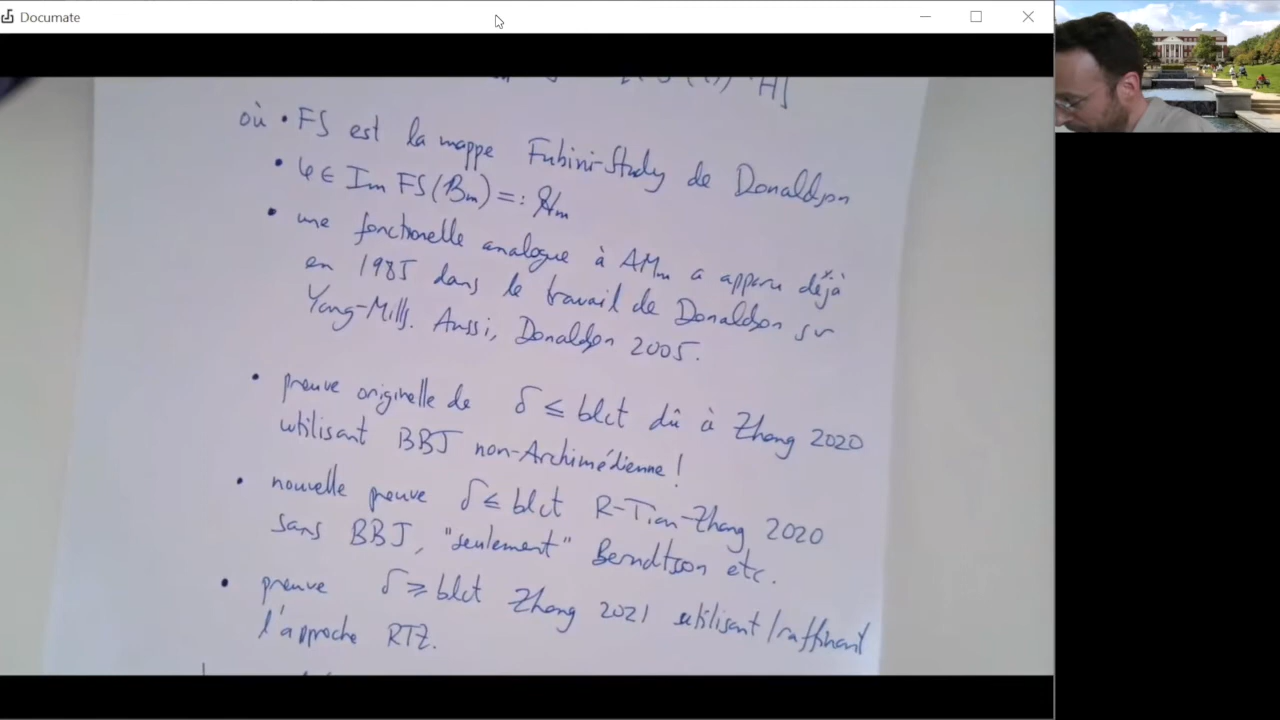 Documate
où • FS est la mappe Fubini-Study de Donaldson
• φ ∈ Im FS(Bₘ) =: ℋₘ
• une fonctionelle analogue à AMₘ a apparu déjà
en 1985 dans le travail de Donaldson sur
Yang-Mills. Aussi, Donaldson 2005.
• preuve originelle de δ ≤ blct dû à Zhang 2020
utilisant BBJ non-Archimédienne !
• nouvelle preuve δ ≤ blct R-Tian-Zhang 2020
sans BBJ, "seulement" Berndtsson etc.
• preuve δ ≥ blct Zhang 2021 utilisant/raffinant
l'approche RTZ.